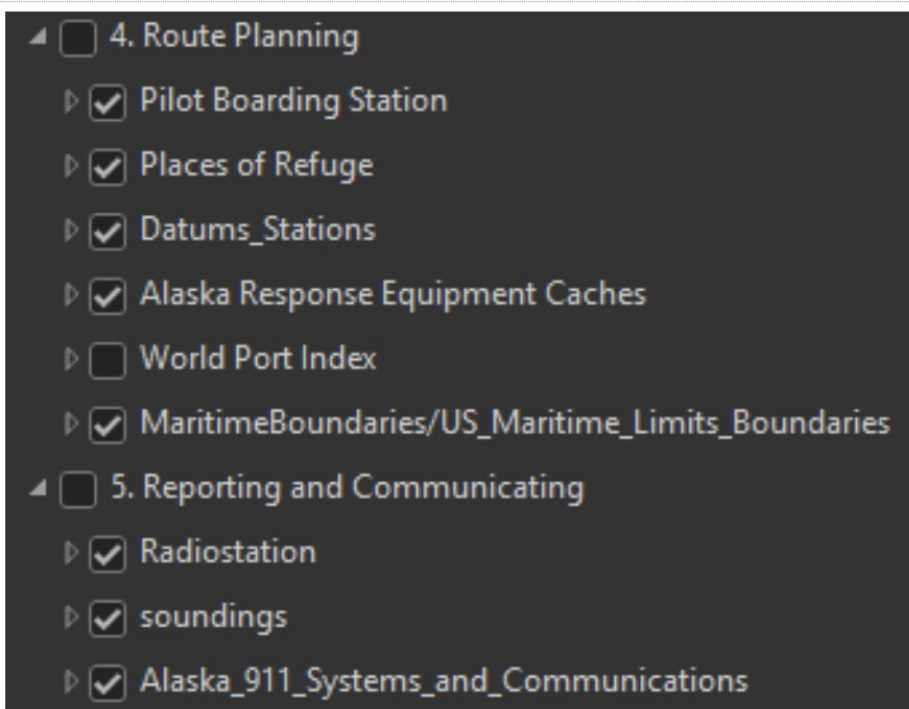 4. Route Planning
Pilot Boarding Station
Places of Refuge
Datums_Stations
Alaska Response Equipment Caches
World Port Index
MaritimeBoundaries/US_Maritime_Limits_Boundaries
5. Reporting and Communicating
Radiostation
soundings
Alaska_911_Systems_and_Communications